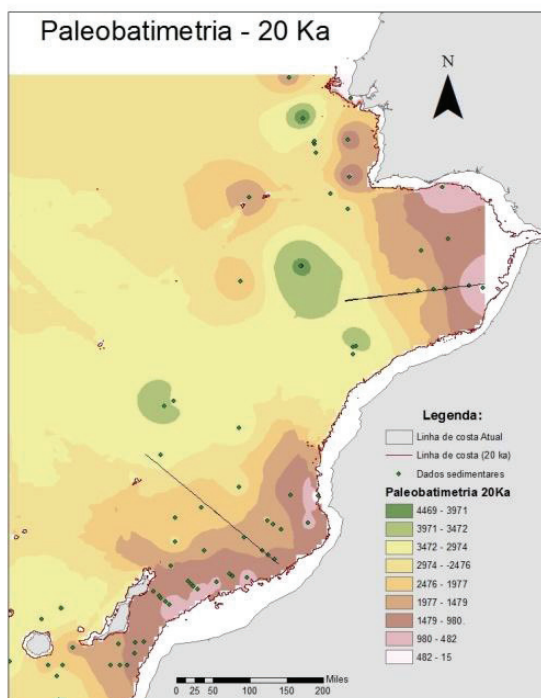 Paleobatimetria - 20 Ka
N
Legenda:
Linha de costa Atual
Linha de costa (20 ka)
Dados sedimentares
Paleobatimetria 20Ka
4469 - 3971
3971 - 3472
3472 - 2974
2974 - -2476
2476 - 1977
1977 - 1479
1479 - 980.
980 - 482
482 - 15
Miles
0 25 50 100 150 200